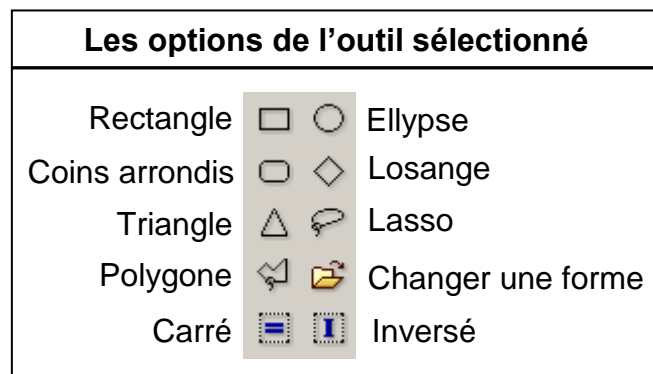 Les options de l’outil sélectionné
Rectangle Ellypse
Coins arrondis Losange
Triangle Lasso
Polygone Changer une forme
Carré Inversé